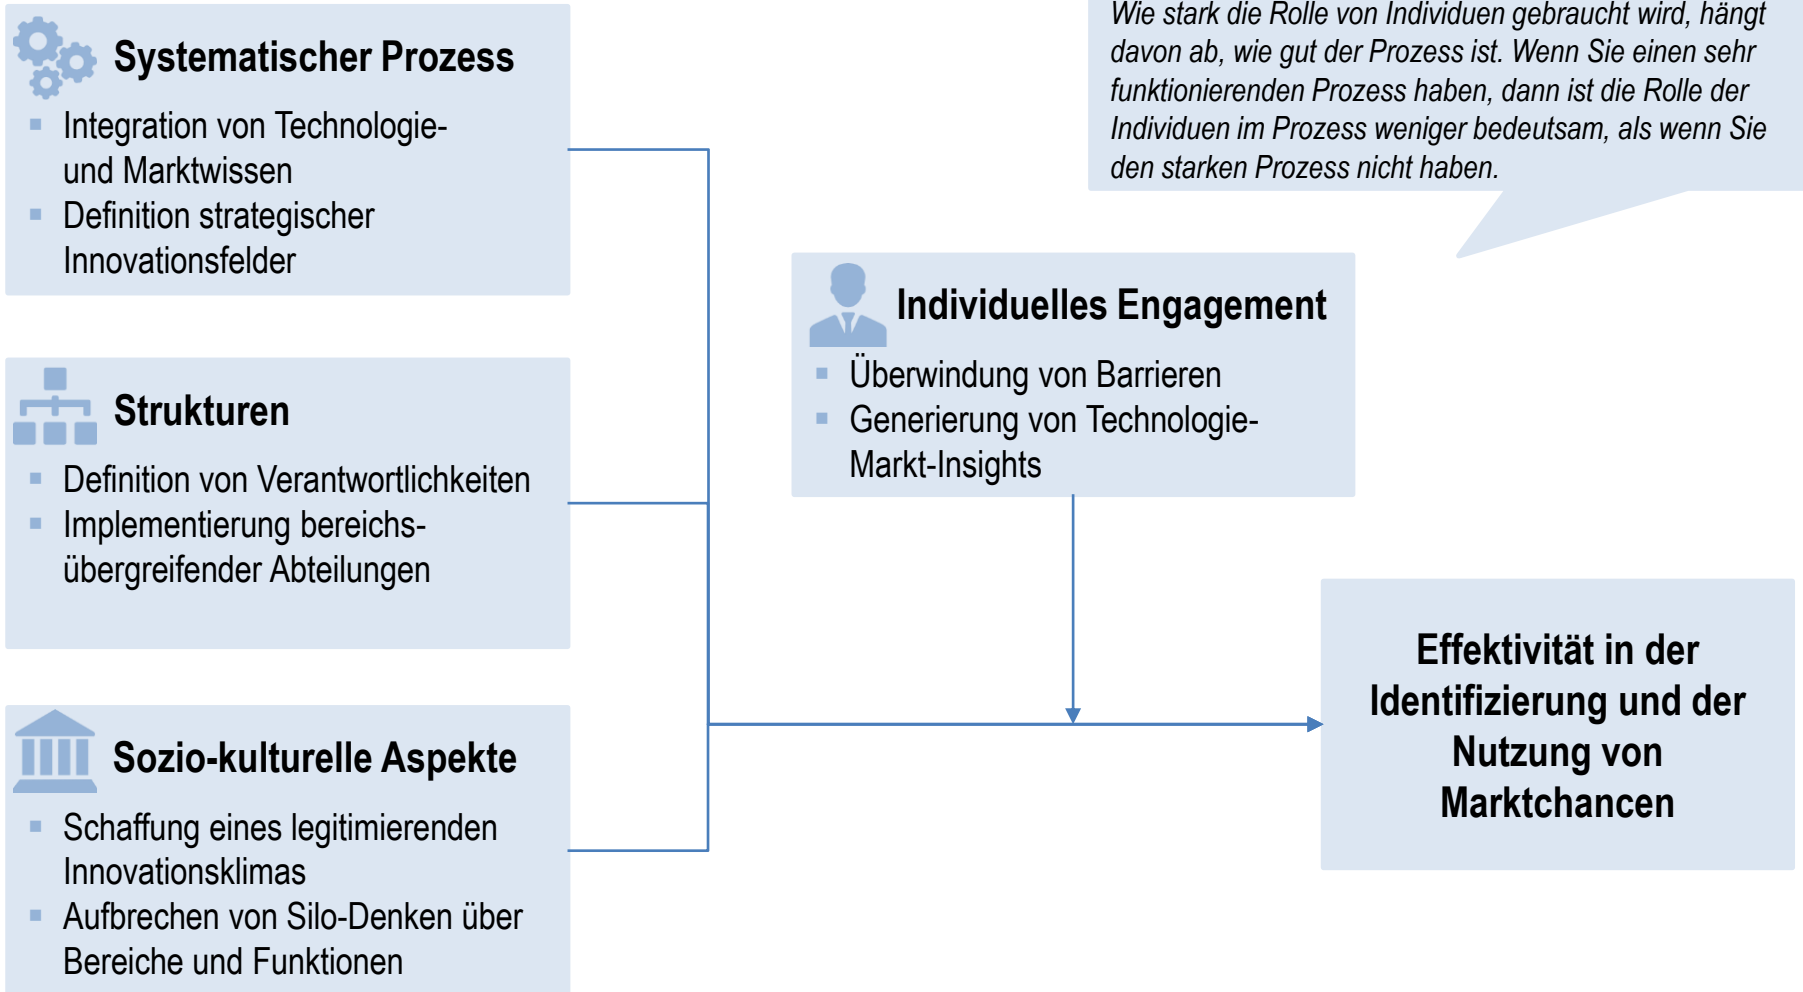 Systematischer Prozess
Integration von Technologie-
und Marktwissen
Definition strategischer
Innovationsfelder
Strukturen
Definition von Verantwortlichkeiten
Implementierung bereichs-
übergreifender Abteilungen
Sozio-kulturelle Aspekte
Schaffung eines legitimierenden
Innovationsklimas
Aufbrechen von Silo-Denken über
Bereiche und Funktionen
Wie stark die Rolle von Individuen gebraucht wird, hängt
davon ab, wie gut der Prozess ist. Wenn Sie einen sehr
funktionierenden Prozess haben, dann ist die Rolle der
Individuen im Prozess weniger bedeutsam, als wenn Sie
den starken Prozess nicht haben.
Individuelles Engagement
Überwindung von Barrieren
Generierung von Technologie-
Markt-Insights
Effektivität in der
Identifizierung und der
Nutzung von
Marktchancen